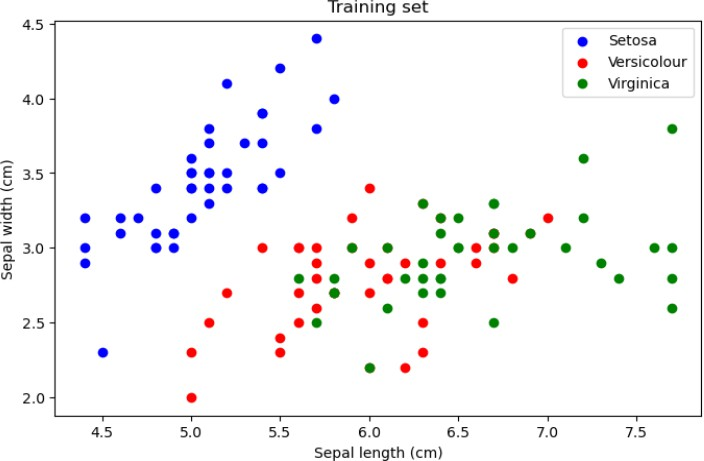 Training set
Setosa
Versicolour
Virginica
Sepal width (cm)
4.5
4.0
3.5
3.0
2.5
2.0
4.5 5.0 5.5 6.0 6.5 7.0 7.5
Sepal length (cm)